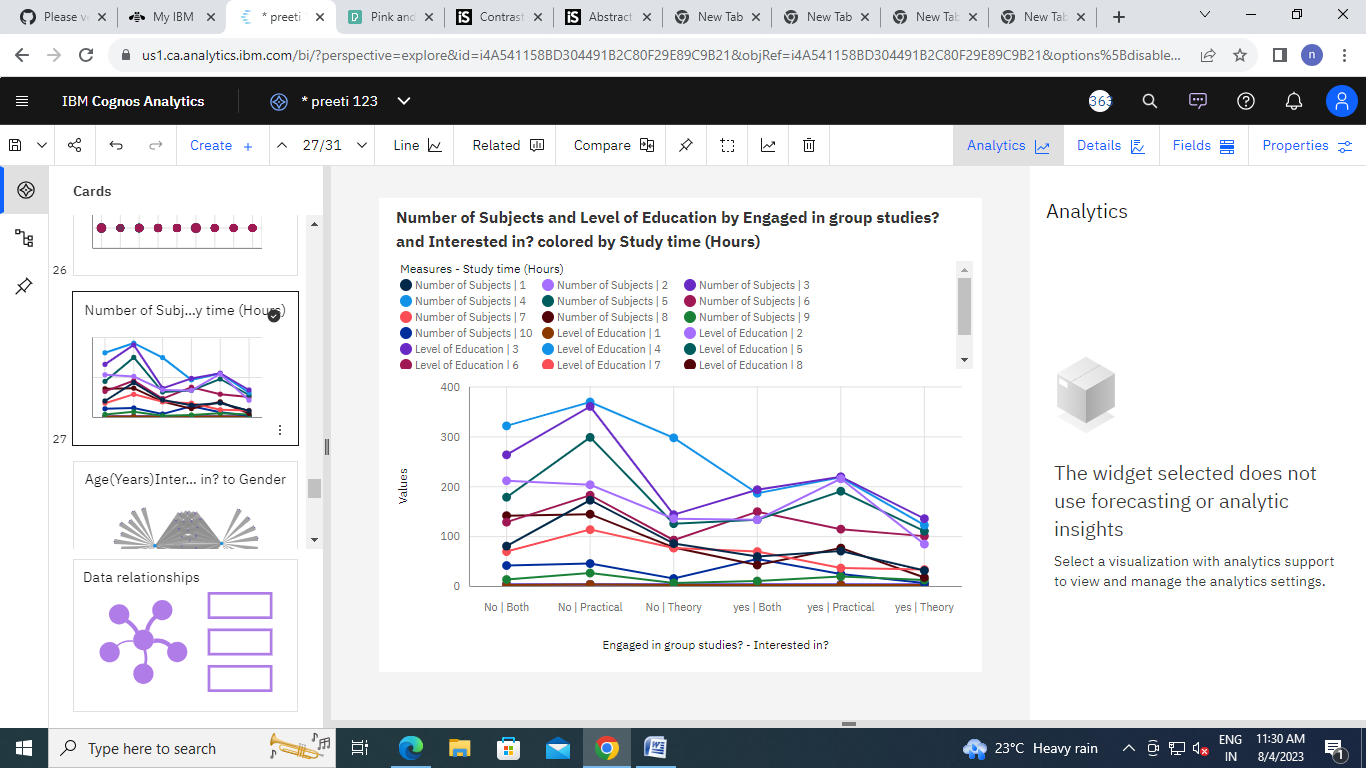 Please ve
My IBM
* preeti
Pink and
Contrast
Abstract
New Tab
New Tab
New Tab
New Tab
us1.ca.analytics.ibm.com/bi/?perspective=explore&id=i4A541158BD304491B2C80F29E89C9B21&objRef=i4A541158BD304491B2C80F29E89C9B21&options%5Bdisable...
n
IBM Cognos Analytics
* preeti 123
363
Create +
27/31
Line
Related
Compare
Analytics
Details
Fields
Properties
Cards
26
Number of Subj...y time (Hours)
27
Age(Years)Inter... in? to Gender
Data relationships
Number of Subjects and Level of Education by Engaged in group studies?
and Interested in? colored by Study time (Hours)
Measures - Study time (Hours)
Number of Subjects | 1 Number of Subjects | 2 Number of Subjects | 3
Number of Subjects | 4 Number of Subjects | 5 Number of Subjects | 6
Number of Subjects | 7 Number of Subjects | 8 Number of Subjects | 9
Number of Subjects | 10 Level of Education | 1 Level of Education | 2
Level of Education | 3 Level of Education | 4 Level of Education | 5
Level of Education | 6 Level of Education | 7 Level of Education | 8
400
300
200
100
0
Values
No | Both No | Practical No | Theory yes | Both yes | Practical yes | Theory
Engaged in group studies? - Interested in?
Analytics
The widget selected does not
use forecasting or analytic
insights
Select a visualization with analytics support
to view and manage the analytics settings.
Type here to search
23°C Heavy rain
ENG
IN
11:30 AM
8/4/2023
1